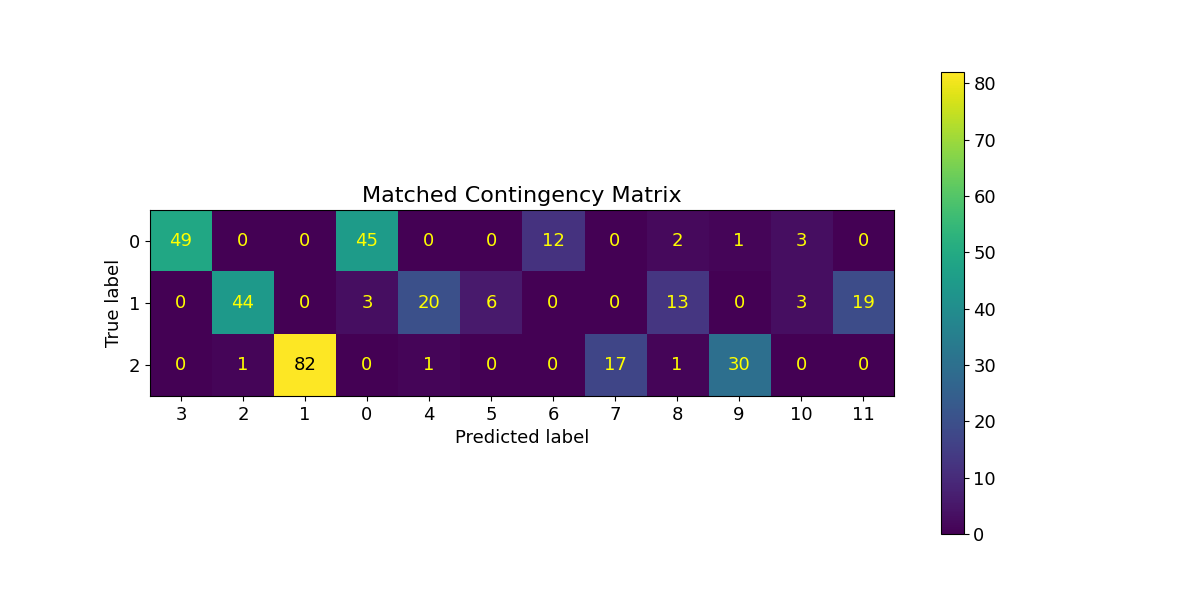 Matched Contingency Matrix
True label
0 49 0 0 45 0 0 12 0 2 1 3 0
1 0 44 0 3 20 6 0 0 13 0 3 19
2 0 1 82 0 1 0 0 17 1 30 0 0
3 2 1 0 4 5 6 7 8 9 10 11
Predicted label
80
70
60
50
40
30
20
10
0